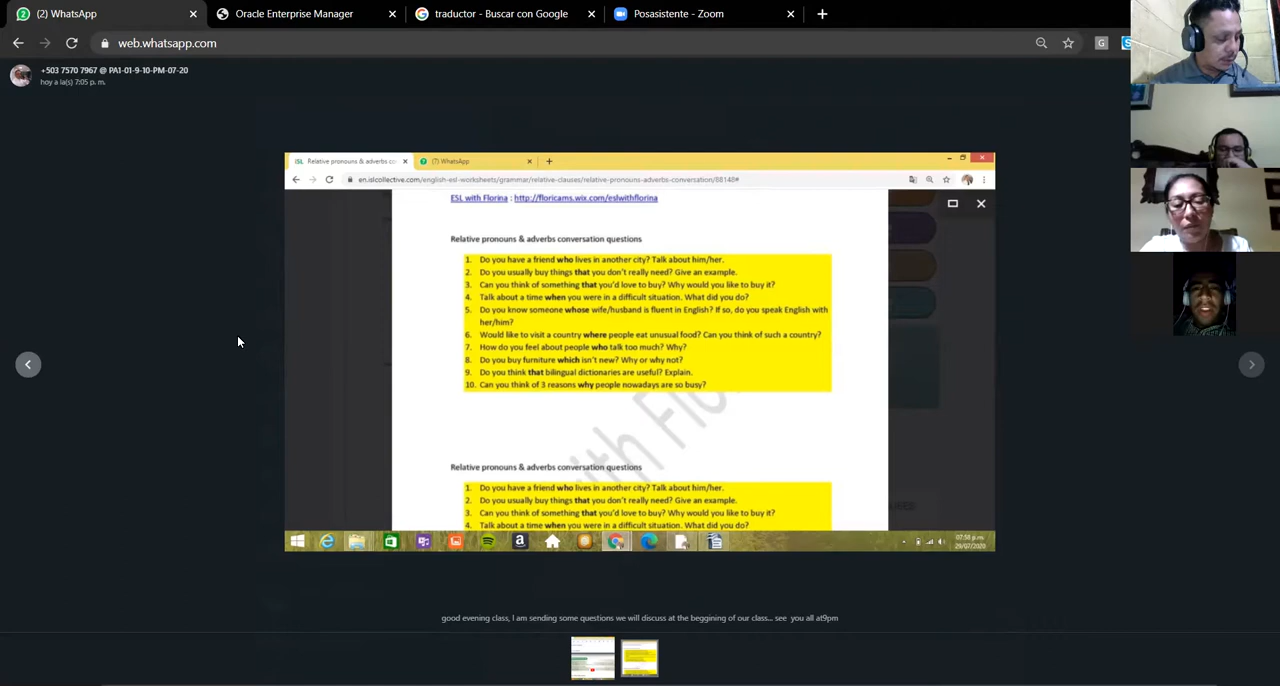 (2) WhatsApp
Oracle Enterprise Manager
traductor - Buscar con Google
Posasistente - Zoom
web.whatsapp.com
+503 7570 7967 @ PA1-01-9-10-PM-07-20
hoy a la(s) 7:05 p. m.
Relative pronouns & adverbs co
(7) WhatsApp
en.islcollective.com/english-esl-worksheets/grammar/relative-clauses/relative-pronouns-adverbs-conversation/88148#
ESL with Florina : http://floricams.wix.com/eslwithflorina
Relative pronouns & adverbs conversation questions
1. Do you have a friend who lives in another city? Talk about him/her.
2. Do you usually buy things that you don't really need? Give an example.
3. Can you think of something that you'd love to buy? Why would you like to buy it?
4. Talk about a time when you were in a difficult situation. What did you do?
5. Do you know someone whose wife/husband is fluent in English? If so, do you speak English with
her/him?
6. Would like to visit a country where people eat unusual food? Can you think of such a country?
7. How do you feel about people who talk too much? Why?
8. Do you buy furniture which isn't new? Why or why not?
9. Do you think that bilingual dictionaries are useful? Explain.
10. Can you think of 3 reasons why people nowadays are so busy?
with Flo
Relative pronouns & adverbs conversation questions
1. Do you have a friend who lives in another city? Talk about him/her.
2. Do you usually buy things that you don't really need? Give an example.
3. Can you think of something that you'd love to buy? Why would you like to buy it?
4. Talk about a time when you were in a difficult situation. What did you do?
07:58 p.m.
29/07/2020
good evening class, I am sending some questions we will discuss at the beggining of our class... see you all at9pm